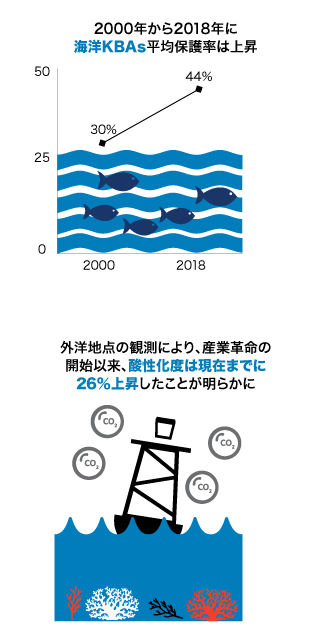 2000年から2018年に
海洋KBAs平均保護率は上昇
50
44%
30%
25
0
2000
2018
外洋地点の観測により、産業革命の
開始以来、酸性化度は現在までに
26%上昇したことが明らかに
CO₂
CO₂
CO₂
CO₂